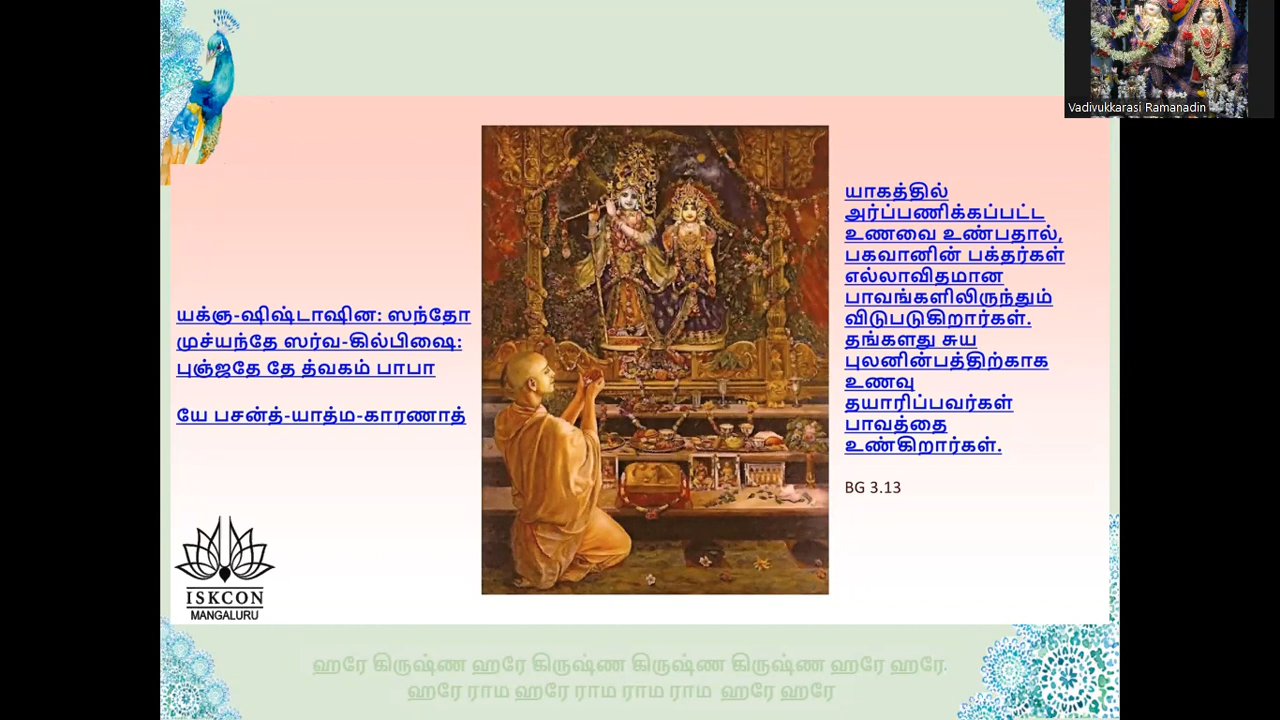 Vadivukkarasi Ramanadin
யக்ஞ-ஷிஷ்டாஷின: ஸந்தோ
முச்யந்தே ஸர்வ-கில்பிஷை:
புஞ்ஜதே தே த்வகம் பாபா
யே பசன்த்-யாத்ம-காரணாத்
யாகத்தில்
அர்ப்பணிக்கப்பட்ட
உணவை உண்பதால்,
பகவானின் பக்தர்கள்
எல்லாவிதமான
பாவங்களிலிருந்தும்
விடுபடுகிறார்கள்.
தங்களது சுய
புலனின்பத்திற்காக
உணவு
தயாரிப்பவர்கள்
பாவத்தை
உண்கிறார்கள்.
BG 3.13
ISKCON
MANGALURU
ஹரே கிருஷ்ண ஹரே கிருஷ்ண கிருஷ்ண கிருஷ்ண ஹரே ஹரே
ஹரே ராம ஹரே ராம ராம ராம ஹரே ஹரே